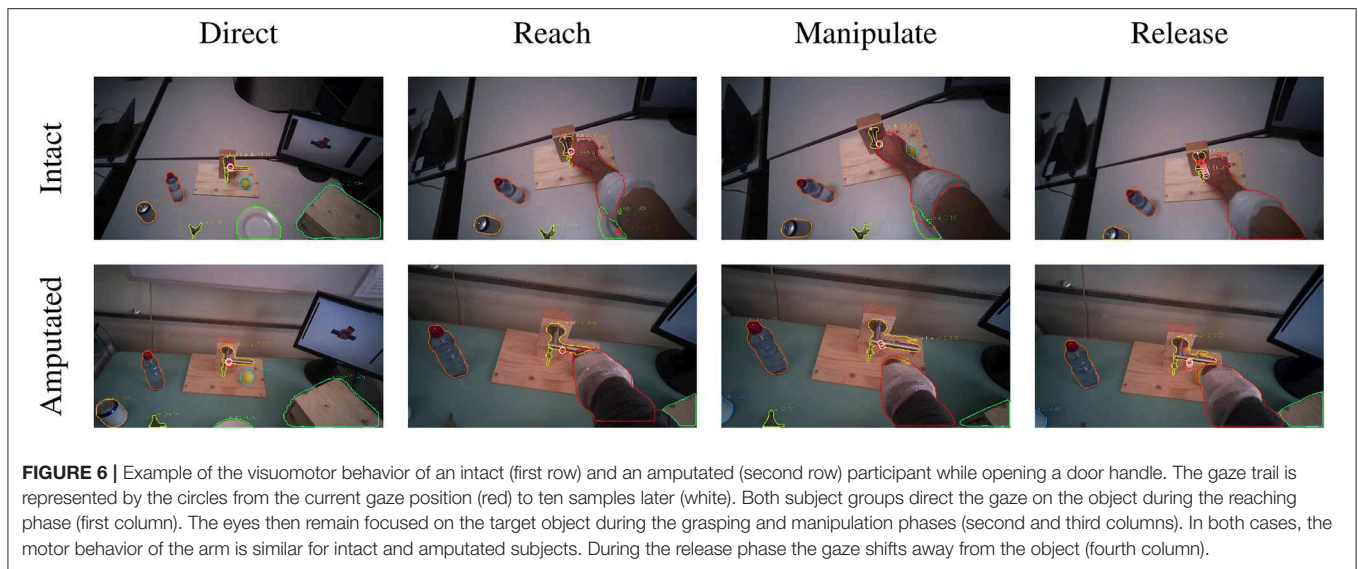 Direct Reach Manipulate Release
Intact
Amputated
FIGURE 6 | Example of the visuomotor behavior of an intact (first row) and an amputated (second row) participant while opening a door handle. The gaze trail is
represented by the circles from the current gaze position (red) to ten samples later (white). Both subject groups direct the gaze on the object during the reaching
phase (first column). The eyes then remain focused on the target object during the grasping and manipulation phases (second and third columns). In both cases, the
motor behavior of the arm is similar for intact and amputated subjects. During the release phase the gaze shifts away from the object (fourth column).